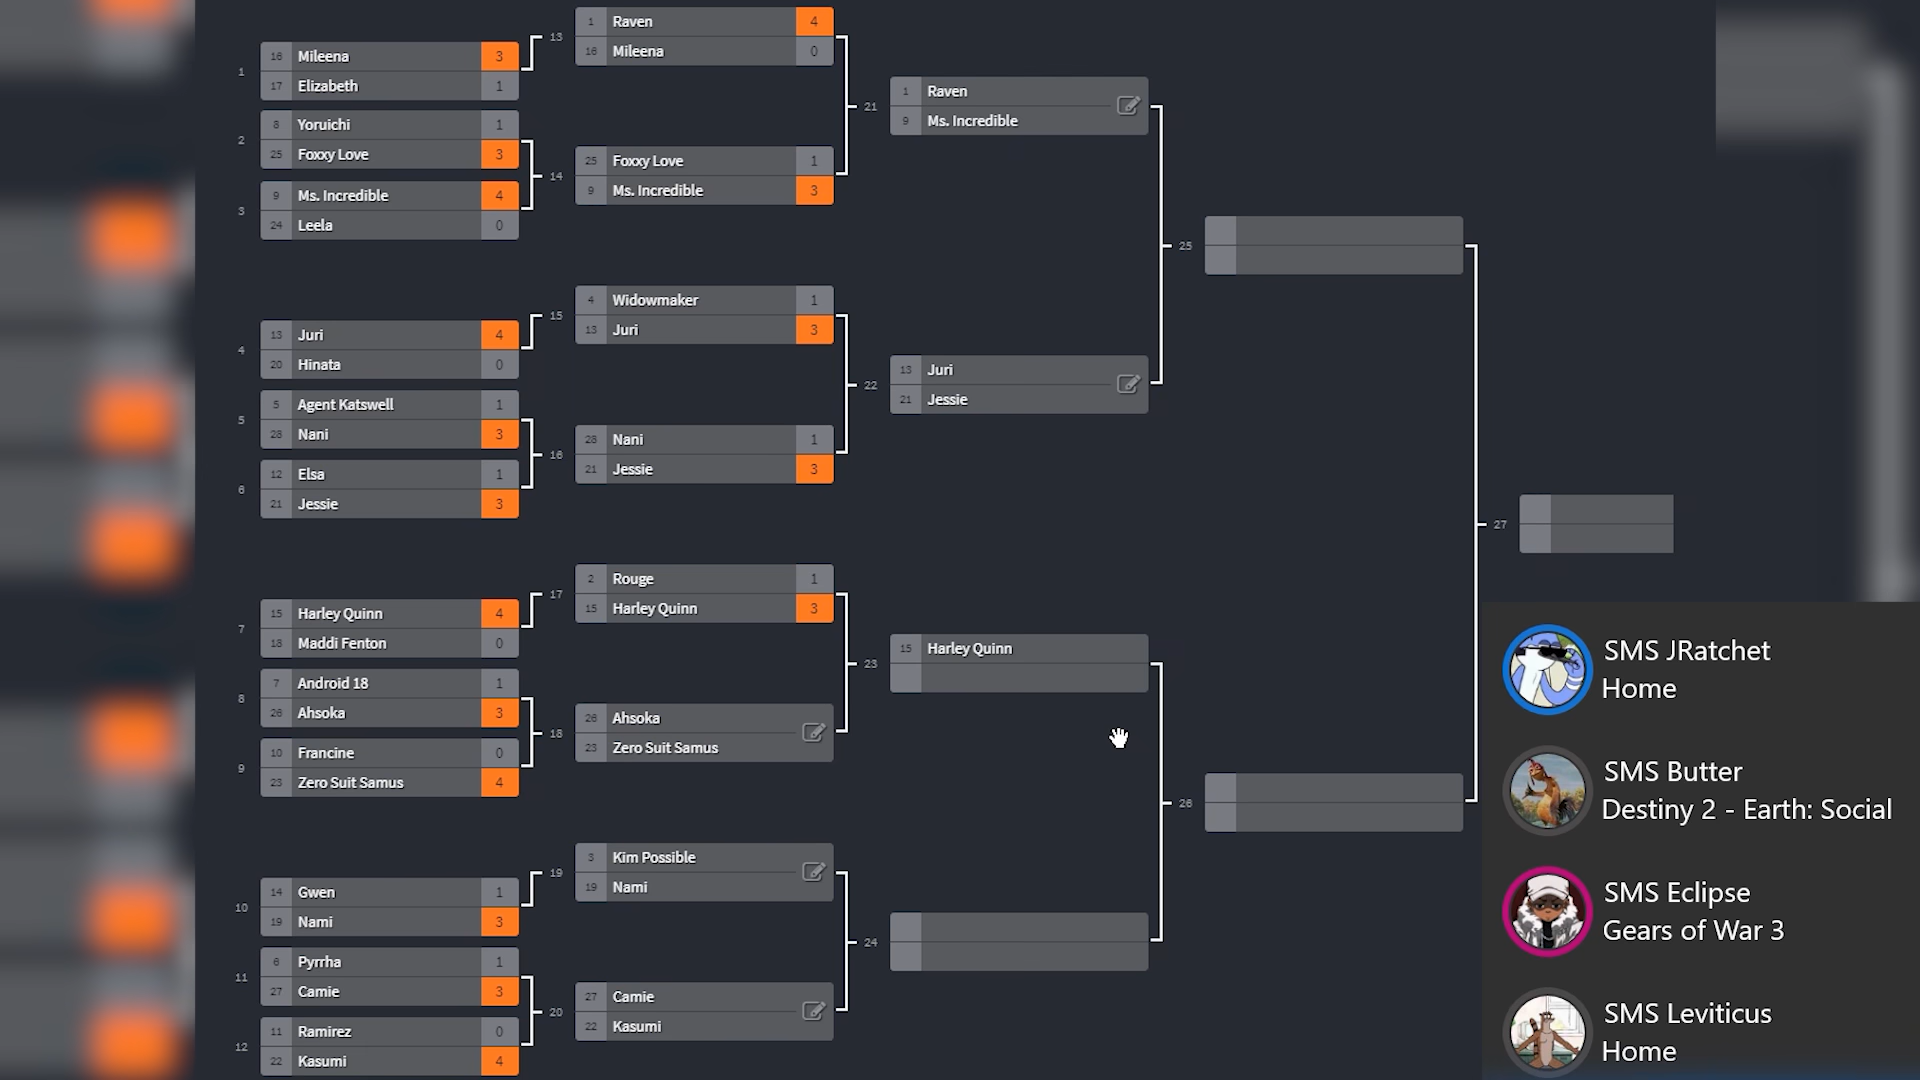 1
16 Mileena 3
17 Elizabeth 1
2
8 Yoruichi 1
25 Foxxy Love 3
3
9 Ms. Incredible 4
24 Leela 0
4
13 Juri 4
20 Hinata 0
5
5 Agent Katswell 1
28 Nani 3
6
12 Elsa 1
21 Jessie 3
7
15 Harley Quinn 4
18 Maddi Fenton 0
8
7 Android 18 1
26 Ahsoka 3
9
10 Francine 0
23 Zero Suit Samus 4
10
14 Gwen 1
19 Nami 3
11
6 Pyrrha 1
27 Camie 3
12
11 Ramirez 0
22 Kasumi 4
13
1 Raven 4
16 Mileena 0
14
25 Foxxy Love 1
9 Ms. Incredible 3
15
4 Widowmaker 1
13 Juri 3
16
28 Nani 1
21 Jessie 3
17
2 Rouge 1
15 Harley Quinn 3
18
26 Ahsoka
23 Zero Suit Samus
19
3 Kim Possible
19 Nami
20
27 Camie
22 Kasumi
21
1 Raven
9 Ms. Incredible
22
13 Juri
21 Jessie
23
15 Harley Quinn
24
25
26
27
SMS JRatchet
Home
SMS Butter
Destiny 2 - Earth: Social
SMS Eclipse
Gears of War 3
SMS Leviticus
Home